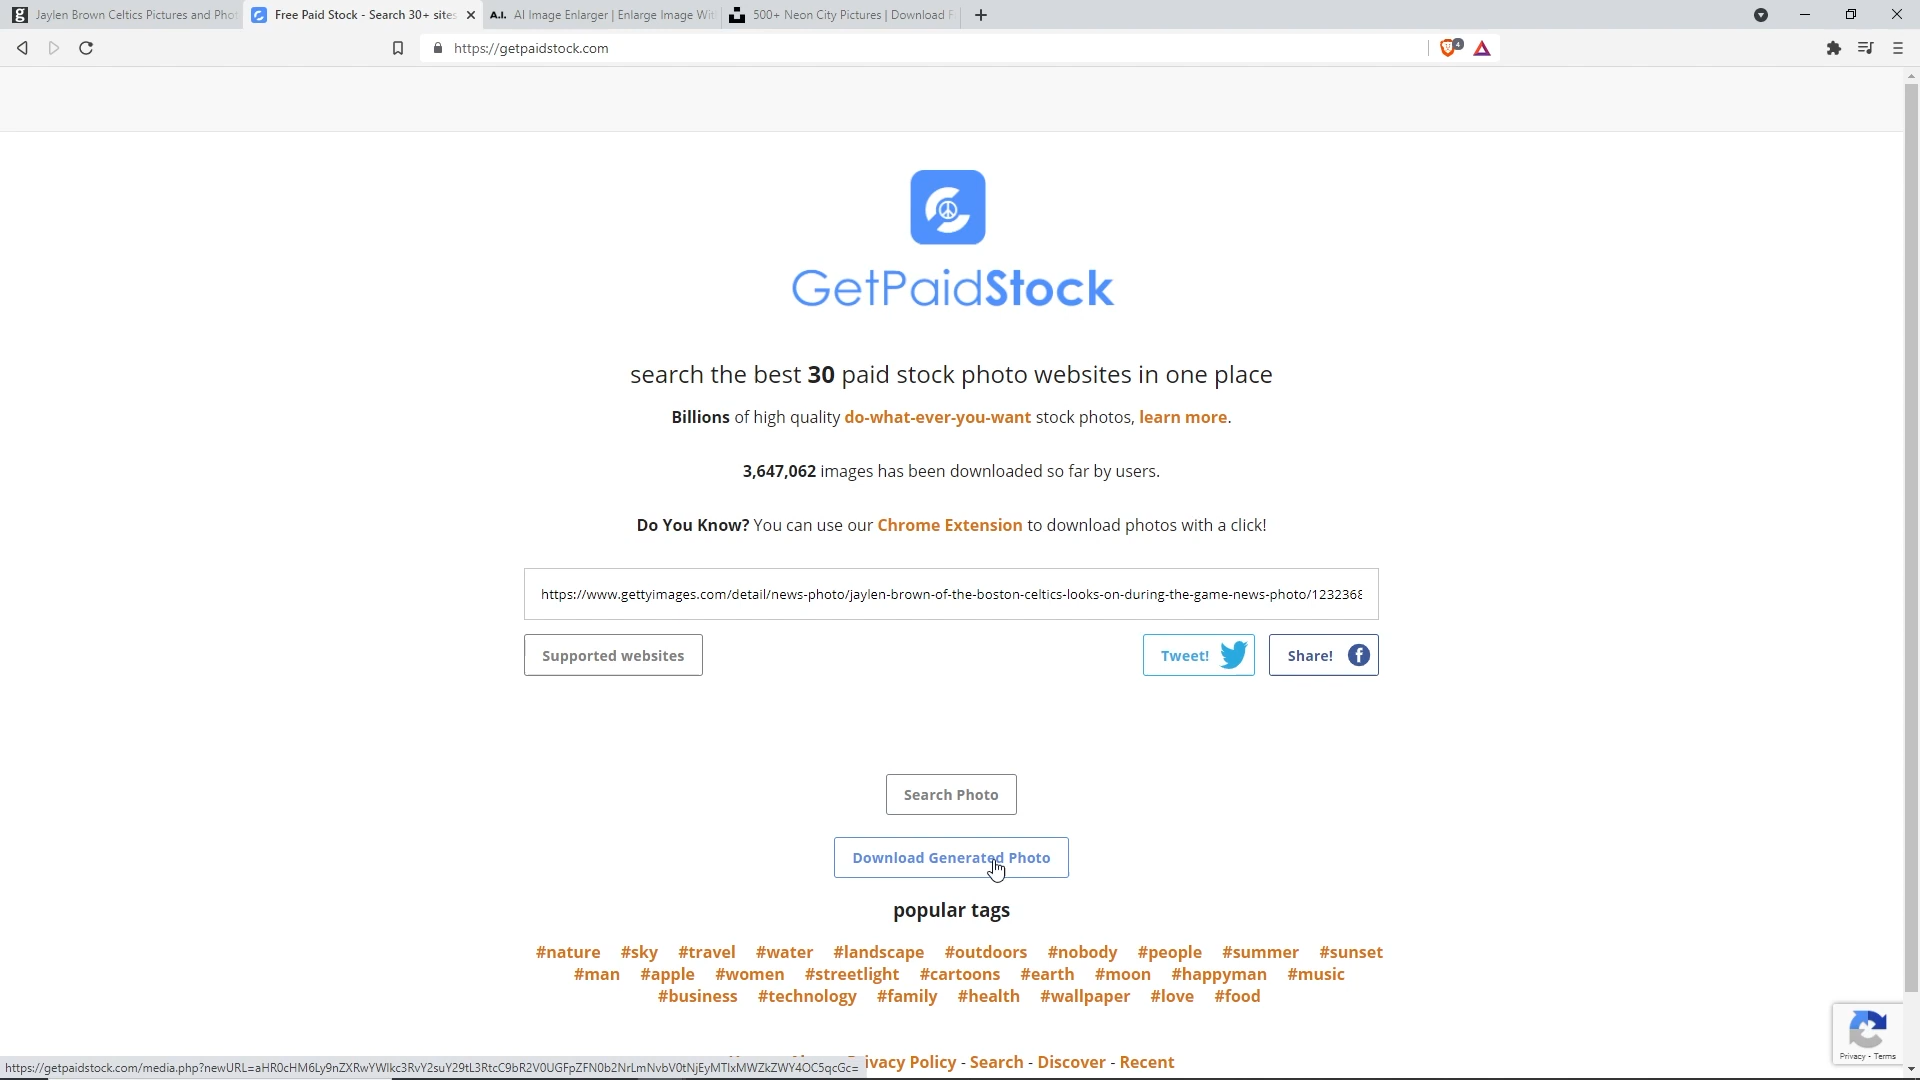 Jaylen Brown Celtics Pictures and Phot
Free Paid Stock - Search 30+ sites
A.I. AI Image Enlarger | Enlarge Image Wit
500+ Neon City Pictures | Download F
https://getpaidstock.com
4
GetPaidStock
search the best 30 paid stock photo websites in one place
Billions of high quality do-what-ever-you-want stock photos, learn more.
3,647,062 images has been downloaded so far by users.
Do You Know? You can use our Chrome Extension to download photos with a click!
https://www.gettyimages.com/detail/news-photo/jaylen-brown-of-the-boston-celtics-looks-on-during-the-game-news-photo/1232368
Supported websites
Tweet!
Share!
Search Photo
Download Generated Photo
popular tags
#nature #sky #travel #water #landscape #outdoors #nobody #people #summer #sunset
#man #apple #women #streetlight #cartoons #earth #moon #happyman #music
#business #technology #family #health #wallpaper #love #food
Privacy - Terms
ivacy Policy - Search - Discover - Recent